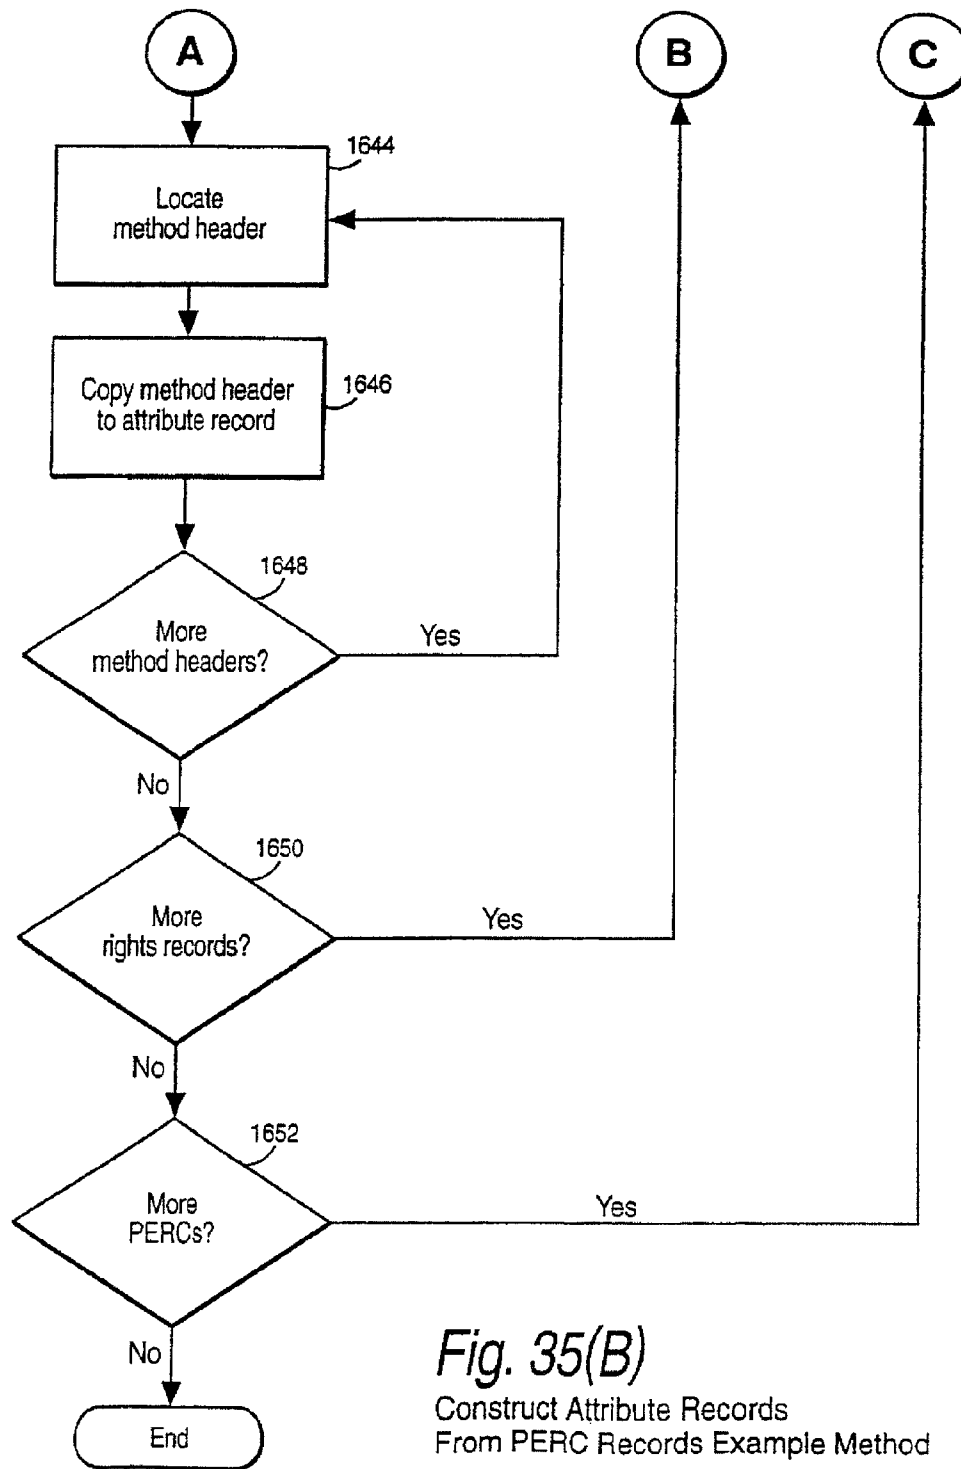 A
B
C
1644
Locate
method header
1646
Copy method header
to attribute record
1648
More
method headers?
Yes
No
1650
More
rights records?
Yes
No
1652
More
PERCs?
Yes
No
End
Fig. 35(B)
Construct Attribute Records
From PERC Records Example Method